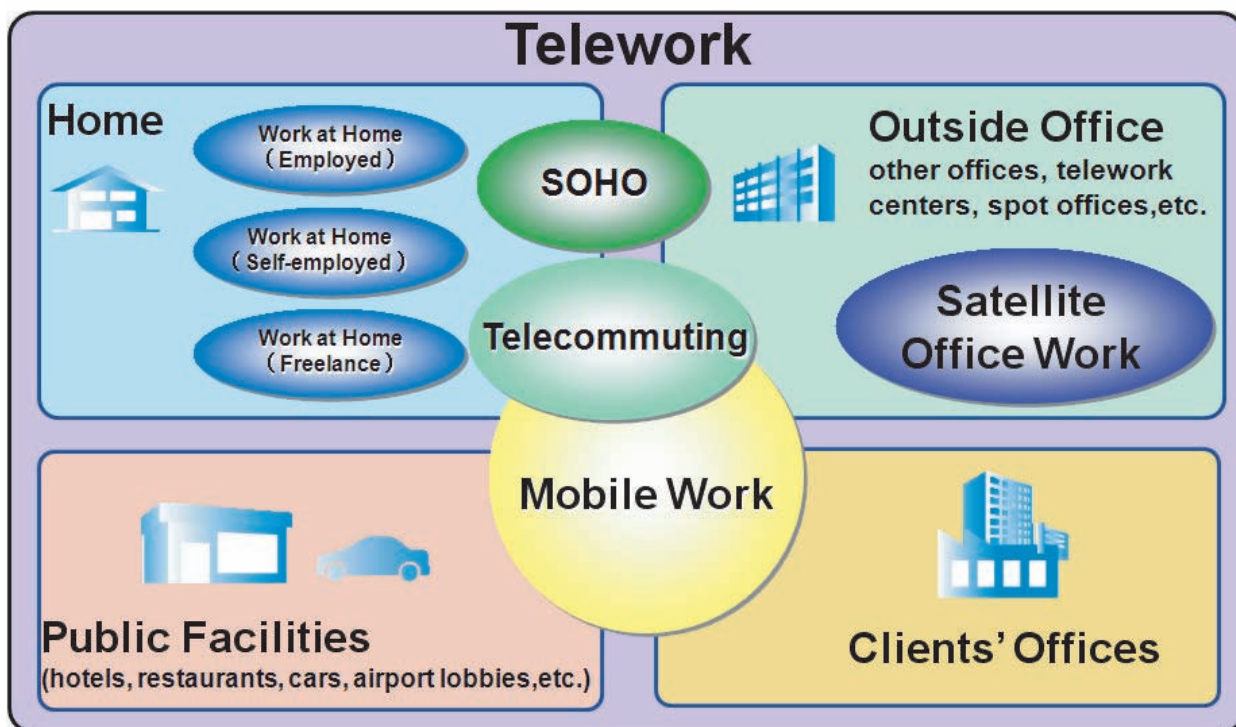 Telework
Home
Work at Home
( Employed )
Work at Home
( Self-employed )
Work at Home
( Freelance )
SOHO
Telecommuting
Outside Office
other offices, telework
centers, spot offices,etc.
Satellite
Office Work
Mobile Work
Public Facilities
(hotels, restaurants, cars, airport lobbies,etc.)
Clients’ Offices